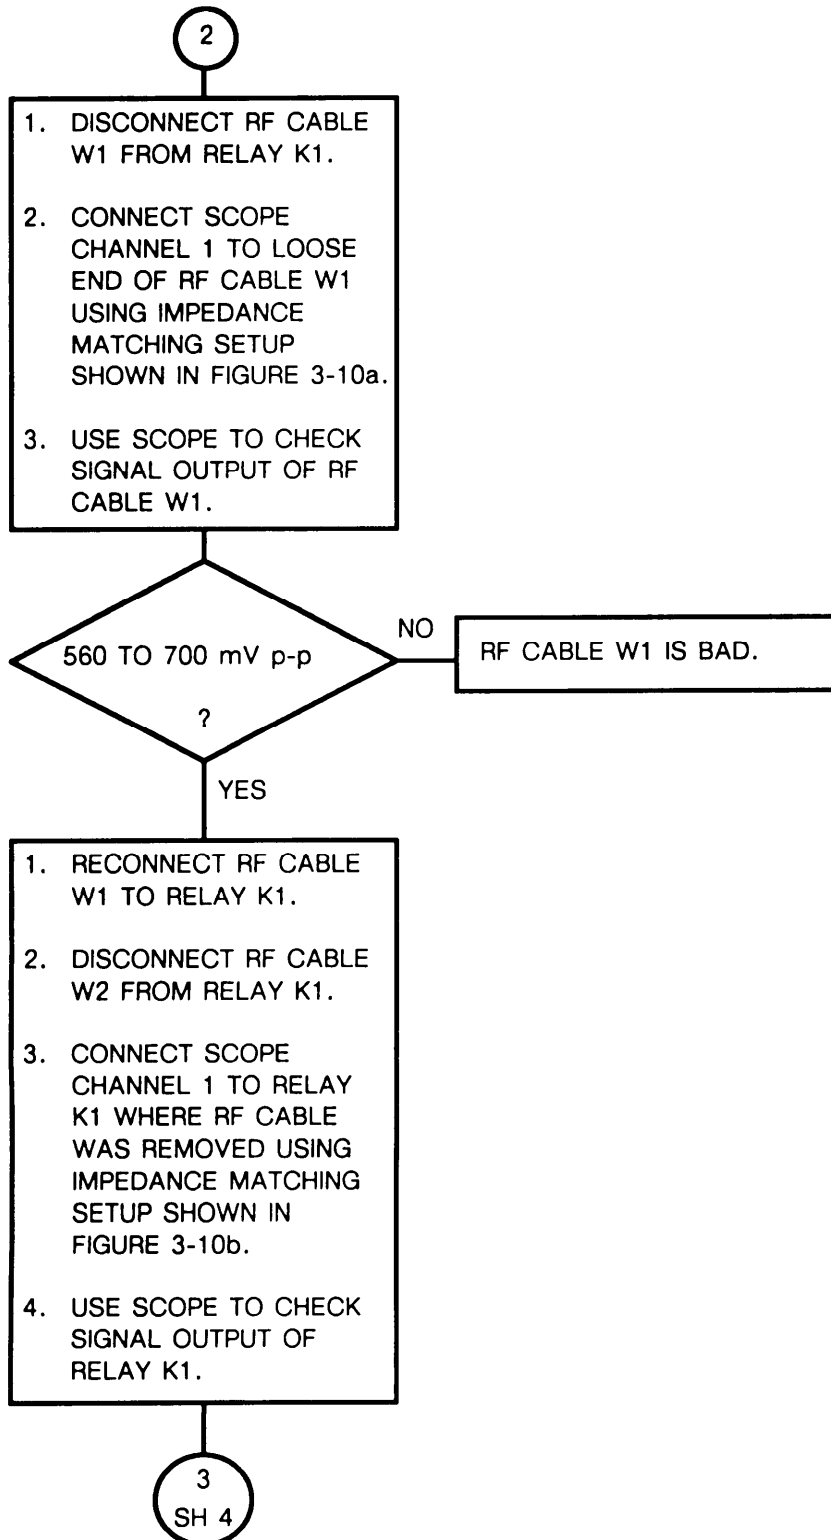 2
1. DISCONNECT RF CABLE
W1 FROM RELAY K1.
2. CONNECT SCOPE
CHANNEL 1 TO LOOSE
END OF RF CABLE W1
USING IMPEDANCE
MATCHING SETUP
SHOWN IN FIGURE 3-10a.
3. USE SCOPE TO CHECK
SIGNAL OUTPUT OF RF
CABLE W1.
560 TO 700 mV p-p
?
NO
RF CABLE W1 IS BAD.
YES
1. RECONNECT RF CABLE
W1 TO RELAY K1.
2. DISCONNECT RF CABLE
W2 FROM RELAY K1.
3. CONNECT SCOPE
CHANNEL 1 TO RELAY
K1 WHERE RF CABLE
WAS REMOVED USING
IMPEDANCE MATCHING
SETUP SHOWN IN
FIGURE 3-10b.
4. USE SCOPE TO CHECK
SIGNAL OUTPUT OF
RELAY K1.
3
SH 4